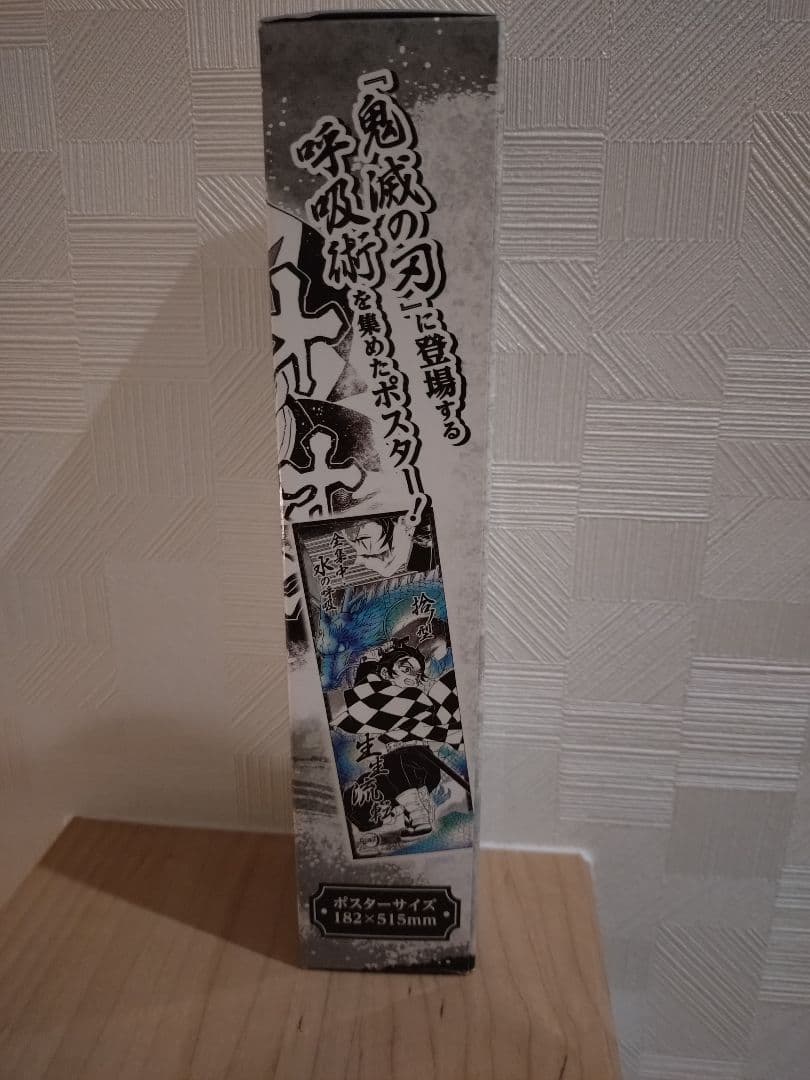 『鬼滅の刃』に登場する
呼吸術を集めたポスター!
全集中
水の呼吸
拾ノ型
生生流転
ポスターサイズ
182×515mm